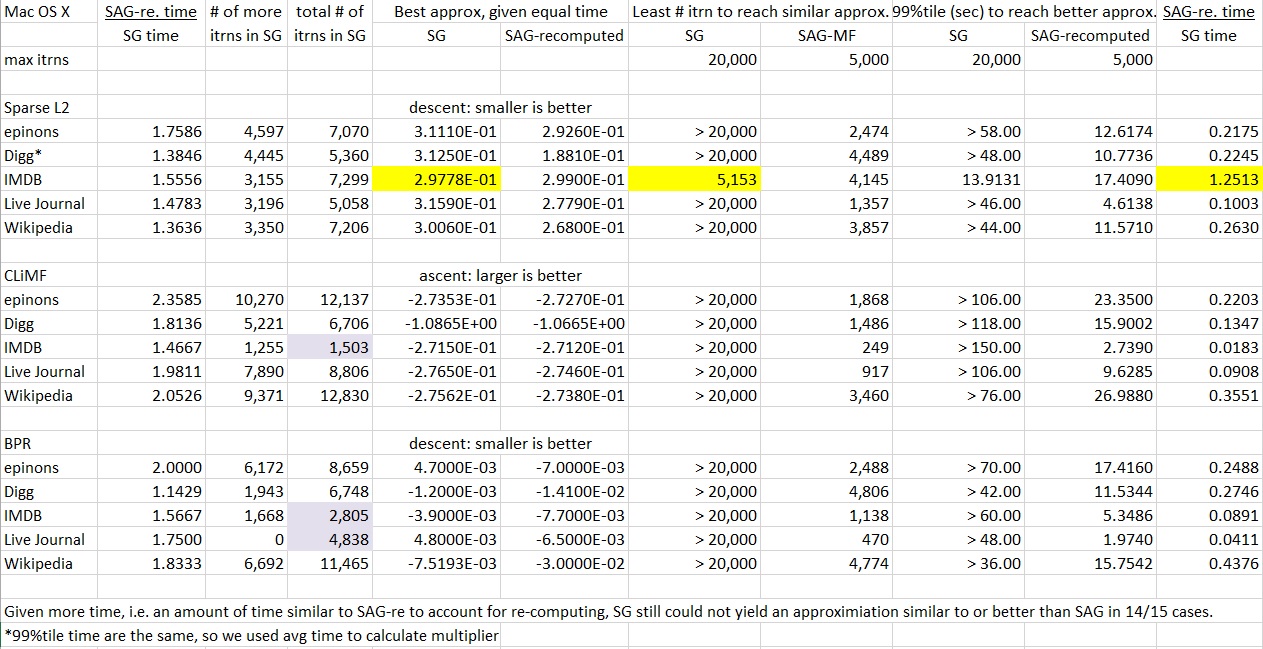 Mac OS X SAG-re. time # of more total # of Best approx, given equal time Least # itrn to reach similar approx. 99%tile (sec) to reach better approx. SAG-re. time
SG time itrns in SG itrns in SG SG SAG-recomputed SG SAG-MF SG SAG-recomputed SG time
max itrns 20,000 5,000 20,000 5,000
Sparse L2 descent: smaller is better
epinons 1.7586 4,597 7,070 3.1110E-01 2.9260E-01 > 20,000 2,474 > 58.00 12.6174 0.2175
Digg* 1.3846 4,445 5,360 3.1250E-01 1.8810E-01 > 20,000 4,489 > 48.00 10.7736 0.2245
IMDB 1.5556 3,155 7,299 2.9778E-01 2.9900E-01 5,153 4,145 13.9131 17.4090 1.2513
Live Journal 1.4783 3,196 5,058 3.1590E-01 2.7790E-01 > 20,000 1,357 > 46.00 4.6138 0.1003
Wikipedia 1.3636 3,350 7,206 3.0060E-01 2.6800E-01 > 20,000 3,857 > 44.00 11.5710 0.2630
CLiMF ascent: larger is better
epinons 2.3585 10,270 12,137 -2.7353E-01 -2.7270E-01 > 20,000 1,868 > 106.00 23.3500 0.2203
Digg 1.8136 5,221 6,706 -1.0865E+00 -1.0665E+00 > 20,000 1,486 > 118.00 15.9002 0.1347
IMDB 1.4667 1,255 1,503 -2.7150E-01 -2.7120E-01 > 20,000 249 > 150.00 2.7390 0.0183
Live Journal 1.9811 7,890 8,806 -2.7650E-01 -2.7460E-01 > 20,000 917 > 106.00 9.6285 0.0908
Wikipedia 2.0526 9,371 12,830 -2.7562E-01 -2.7380E-01 > 20,000 3,460 > 76.00 26.9880 0.3551
BPR descent: smaller is better
epinons 2.0000 6,172 8,659 4.7000E-03 -7.0000E-03 > 20,000 2,488 > 70.00 17.4160 0.2488
Digg 1.1429 1,943 6,748 -1.2000E-03 -1.4100E-02 > 20,000 4,806 > 42.00 11.5344 0.2746
IMDB 1.5667 1,668 2,805 -3.9000E-03 -7.7000E-03 > 20,000 1,138 > 60.00 5.3486 0.0891
Live Journal 1.7500 0 4,838 4.8000E-03 -6.5000E-03 > 20,000 470 > 48.00 1.9740 0.0411
Wikipedia 1.8333 6,692 11,465 -7.5193E-03 -3.0000E-02 > 20,000 4,774 > 36.00 15.7542 0.4376
Given more time, i.e. an amount of time similar to SAG-re to account for re-computing, SG still could not yield an approximiation similar to or better than SAG in 14/15 cases.
*99%tile time are the same, so we used avg time to calculate multiplier